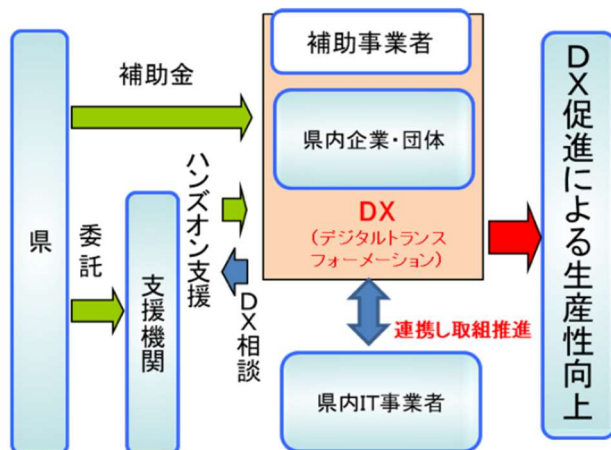 県
補助金
委託
支援機関
ハンズオン支援
DX相談
補助事業者
県内企業・団体
DX
（デジタルトランス
フォーメーション）
連携し取組推進
県内IT事業者
DX促進による生産性向上